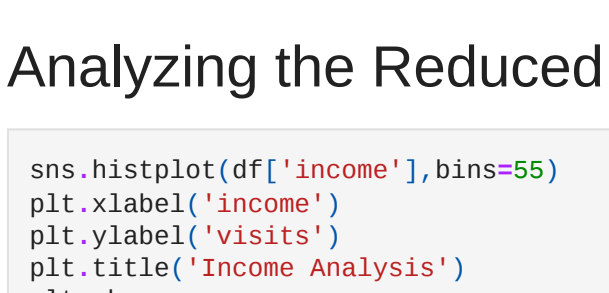 Analyzing the Reduced
sns.histplot(df['income'],bins=55)
plt.xlabel('income')
plt.ylabel('visits')
plt.title('Income Analysis')